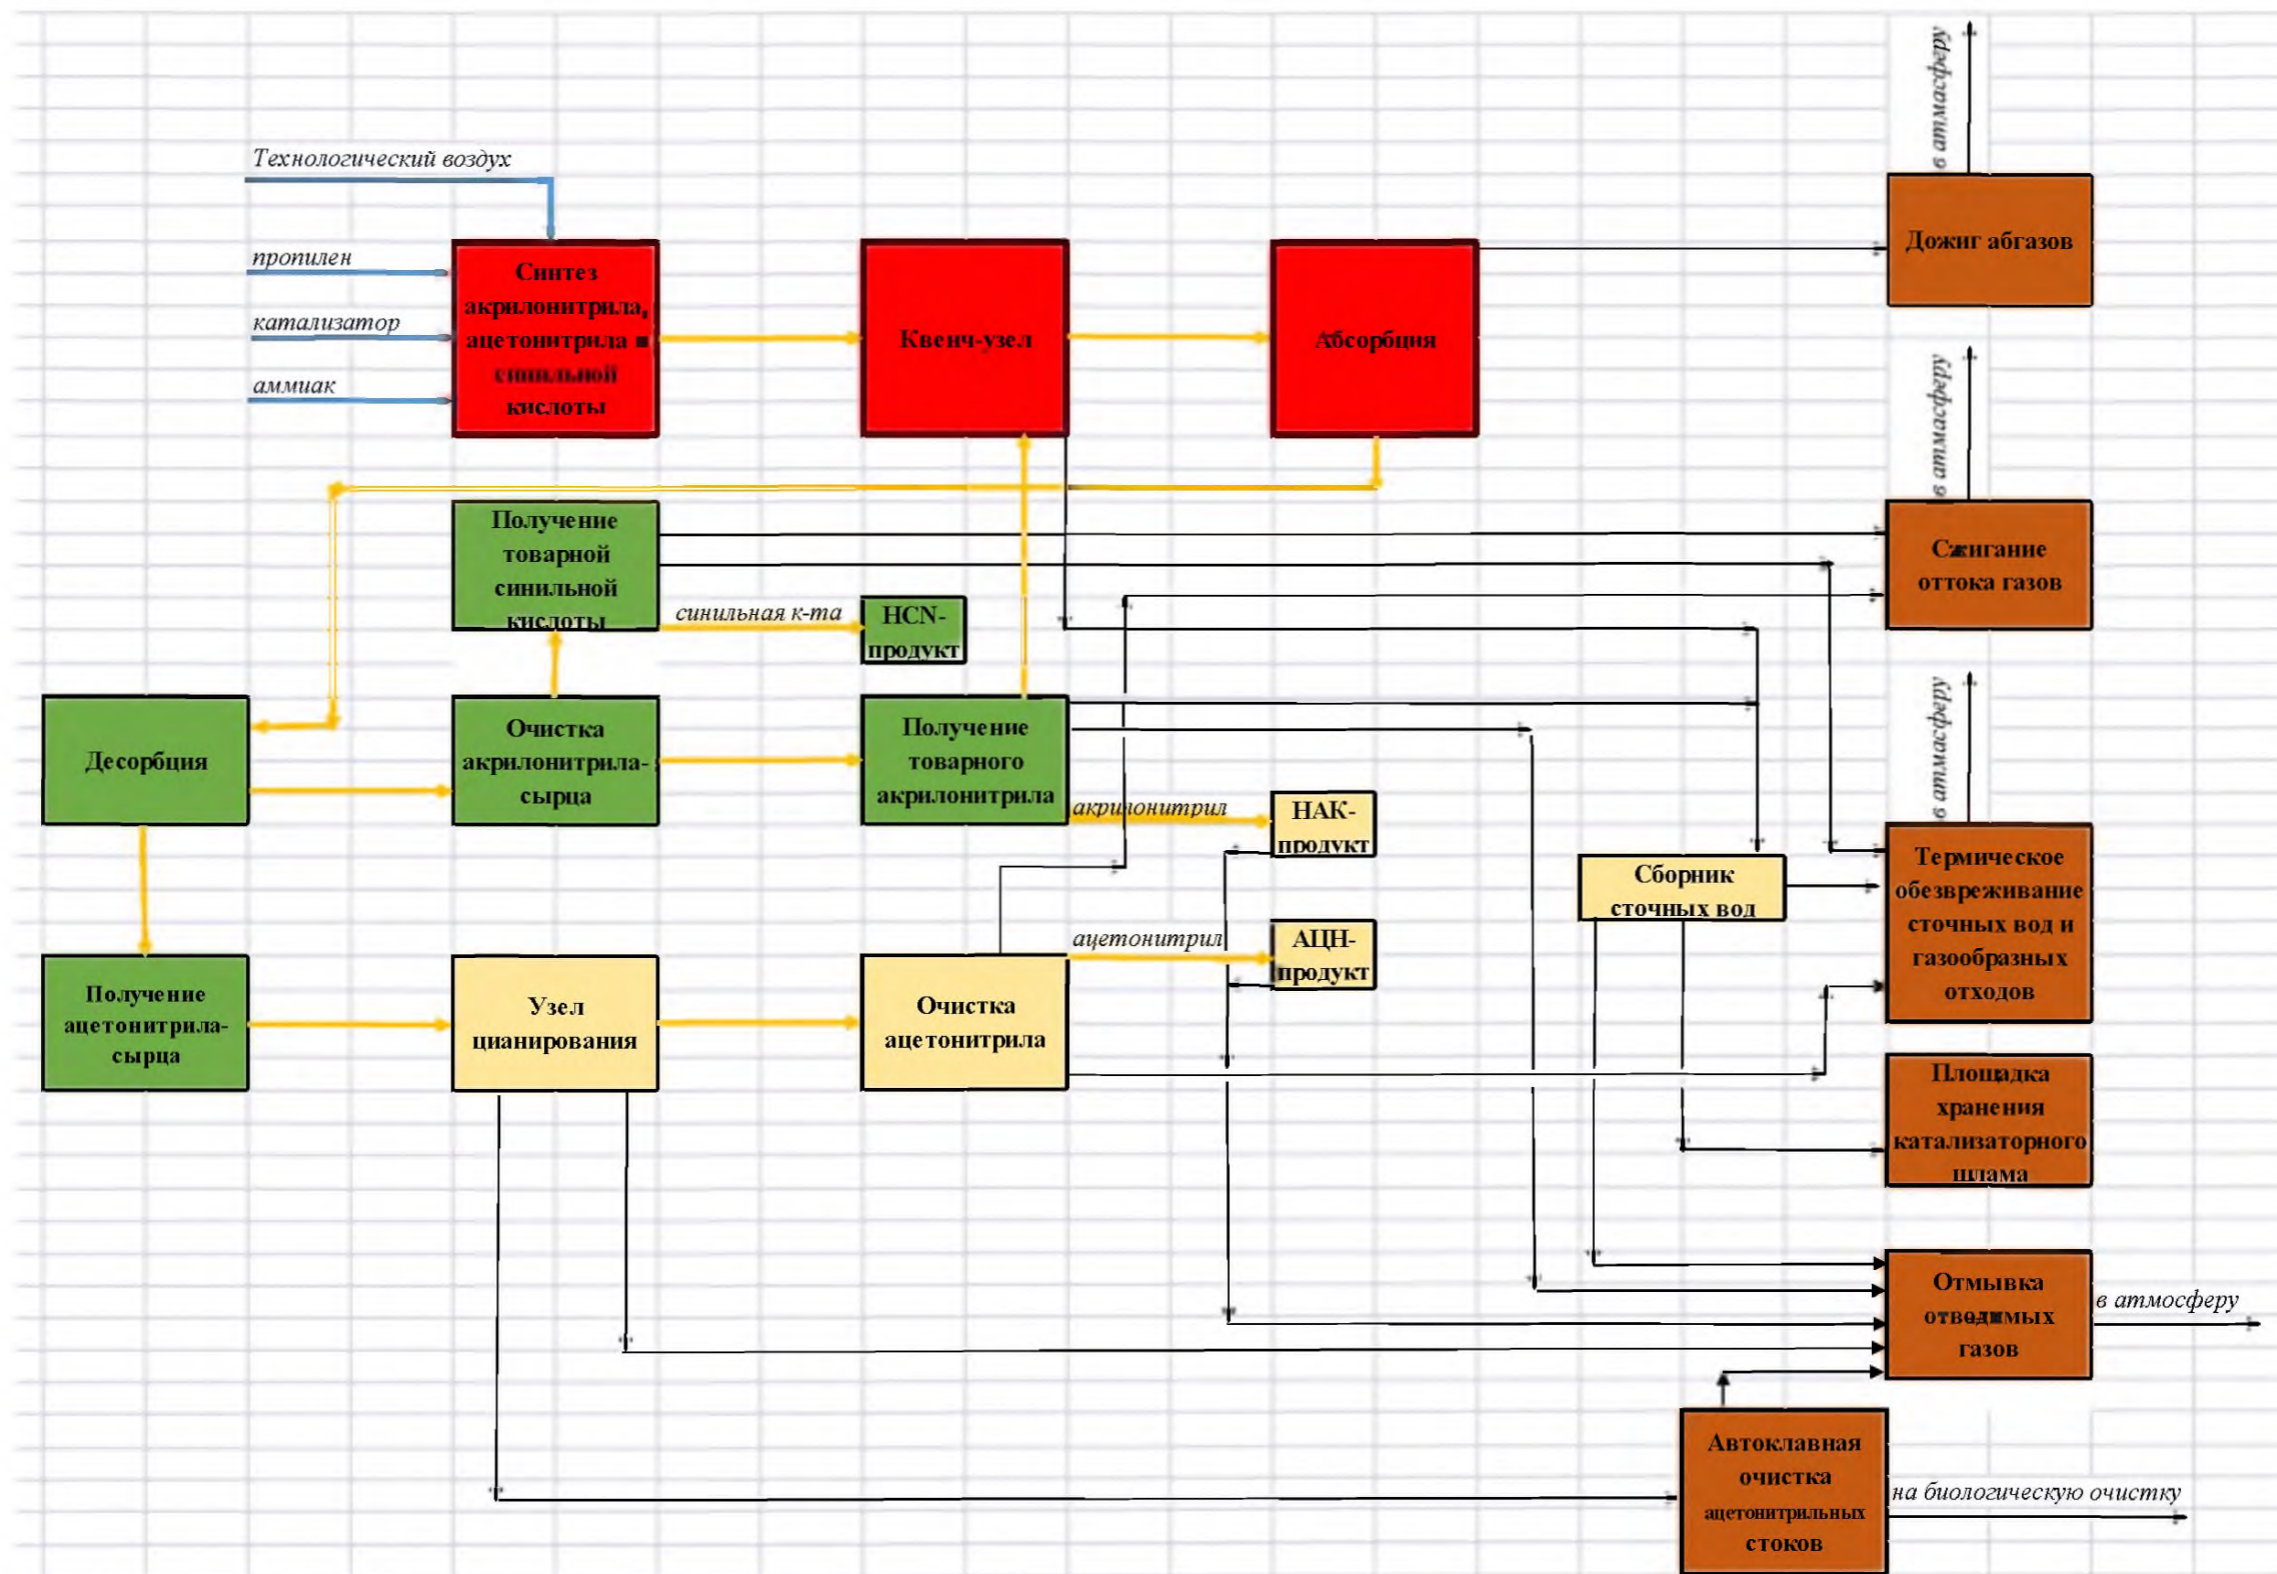 в атмасферу
Технологический воздух
пропилен
катализатор
аммиак
Синтез
акрилонитрила,
ацетонитрила и
синильной
кислоты
Квенч-узел
Абсорбция
Дожиг абгазов
в атмасферу
Получение
товарной
синильной
кислоты
синильная к-та
HCN-
продукт
Сжигание
оттока газов
в атмасферу
Десорбция
Очистка
акрилонитрила-
сырца
Получение
товарного
акрилонитрила
акрилонитрил
НАК-
продукт
Сборник
сточных вод
Термическое
обезвреживание
сточных вод и
газообразных
отходов
Получение
ацетонитрила-
сырца
Узел
цианирования
Очистка
ацетонитрила
ацетонитрил
АЦН-
продукт
Площадка
хранения
катализаторного
шлама
Отмывка
отводимых
газов
в атмосферу
Автоклавная
очистка
ацетонитрильных
стоков
на биологическую очистку